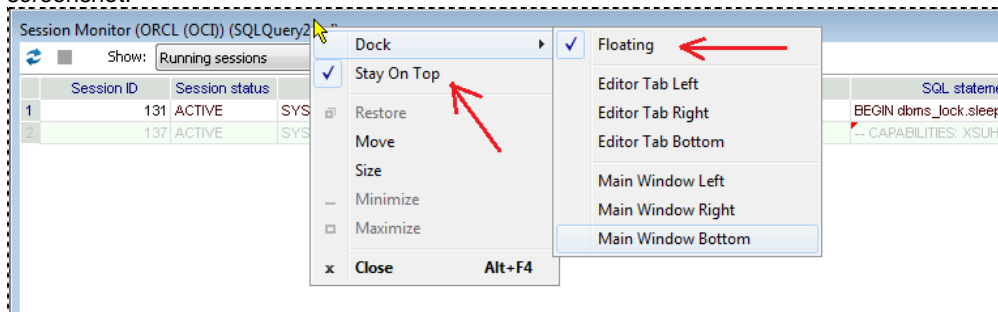 screenshot.
Session Monitor (ORCL (OCI)) (SQLQuery2
Show: Running sessions
Session ID Session status SQL stateme
1 131 ACTIVE SYS BEGIN dbms_lock.sleep
2 137 ACTIVE SYS -- CAPABILITIES: XSUH
Dock
Stay On Top
Restore
Move
Size
Minimize
Maximize
x Close Alt+F4
Floating
Editor Tab Left
Editor Tab Right
Editor Tab Bottom
Main Window Left
Main Window Right
Main Window Bottom